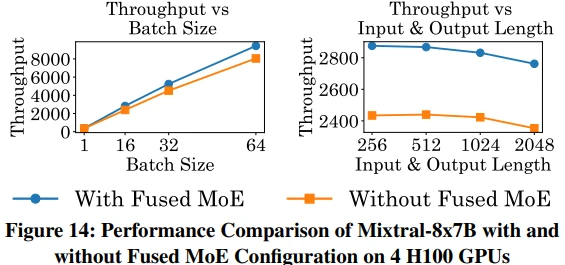 Throughput vs
Batch Size
Throughput
8000
6000
4000
2000
0
1 16 32 64
Batch Size
Throughput vs
Input & Output Length
Throughput
2800
2600
2400
256 512 1024 2048
Input & Output Length
With Fused MoE
Without Fused MoE
Figure 14: Performance Comparison of Mixtral-8x7B with and
without Fused MoE Configuration on 4 H100 GPUs